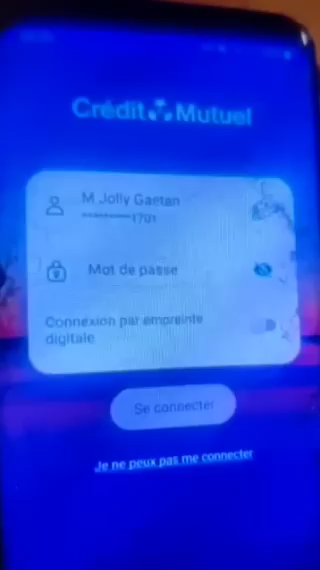 Crédit Mutuel
M Jolly Gaetan
Mot de passe
Connexion par empreinte
digitale
Se connecter
Je ne peux pas me connecter